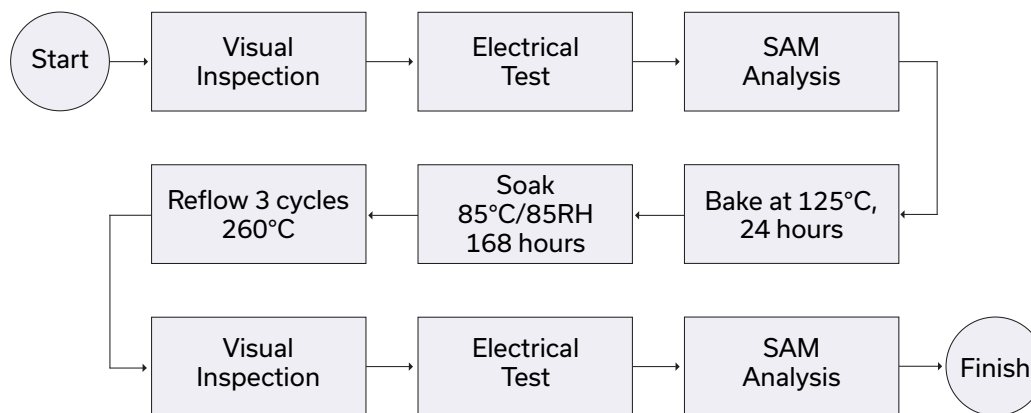 Start
Visual
Inspection
Electrical
Test
SAM
Analysis
Reflow 3 cycles
260°C
Soak
85°C/85RH
168 hours
Bake at 125°C,
24 hours
Visual
Inspection
Electrical
Test
SAM
Analysis
Finish